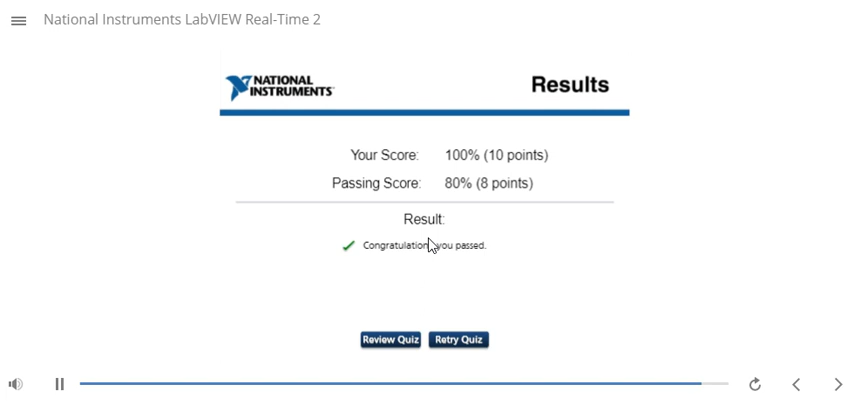 National Instruments LabVIEW Real-Time 2
NATIONAL
INSTRUMENTS
Results
Your Score: 100% (10 points)
Passing Score: 80% (8 points)
Result:
Congratulations, you passed.
Review Quiz Retry Quiz